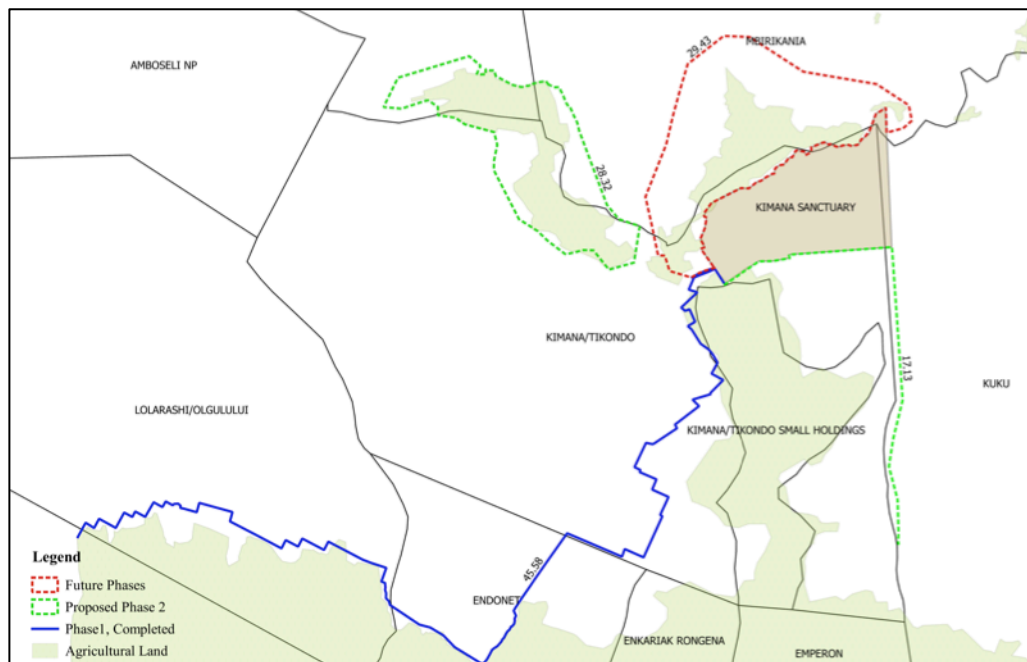 MBIRIKANIA
29.43
AMBOSELI NP
28.32
KIMANA SANCTUARY
KIMANA/TIKONDO
17.13
KUKU
LOLARASHI/OLGULULUI
KIMANA/TIKONDO SMALL HOLDINGS
Legend
Future Phases
Proposed Phase 2
Phase1, Completed
Agricultural Land
45.58
ENDONET
ENKARIAK RONGENA
EMPERON